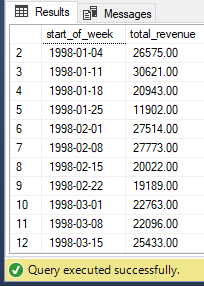 Results Messages
start_of_week total_revenue
2 1998-01-04 26575.00
3 1998-01-11 30621.00
4 1998-01-18 20943.00
5 1998-01-25 11902.00
6 1998-02-01 27514.00
7 1998-02-08 27773.00
8 1998-02-15 20022.00
9 1998-02-22 19189.00
10 1998-03-01 22763.00
11 1998-03-08 22096.00
12 1998-03-15 25433.00
Query executed successfully.